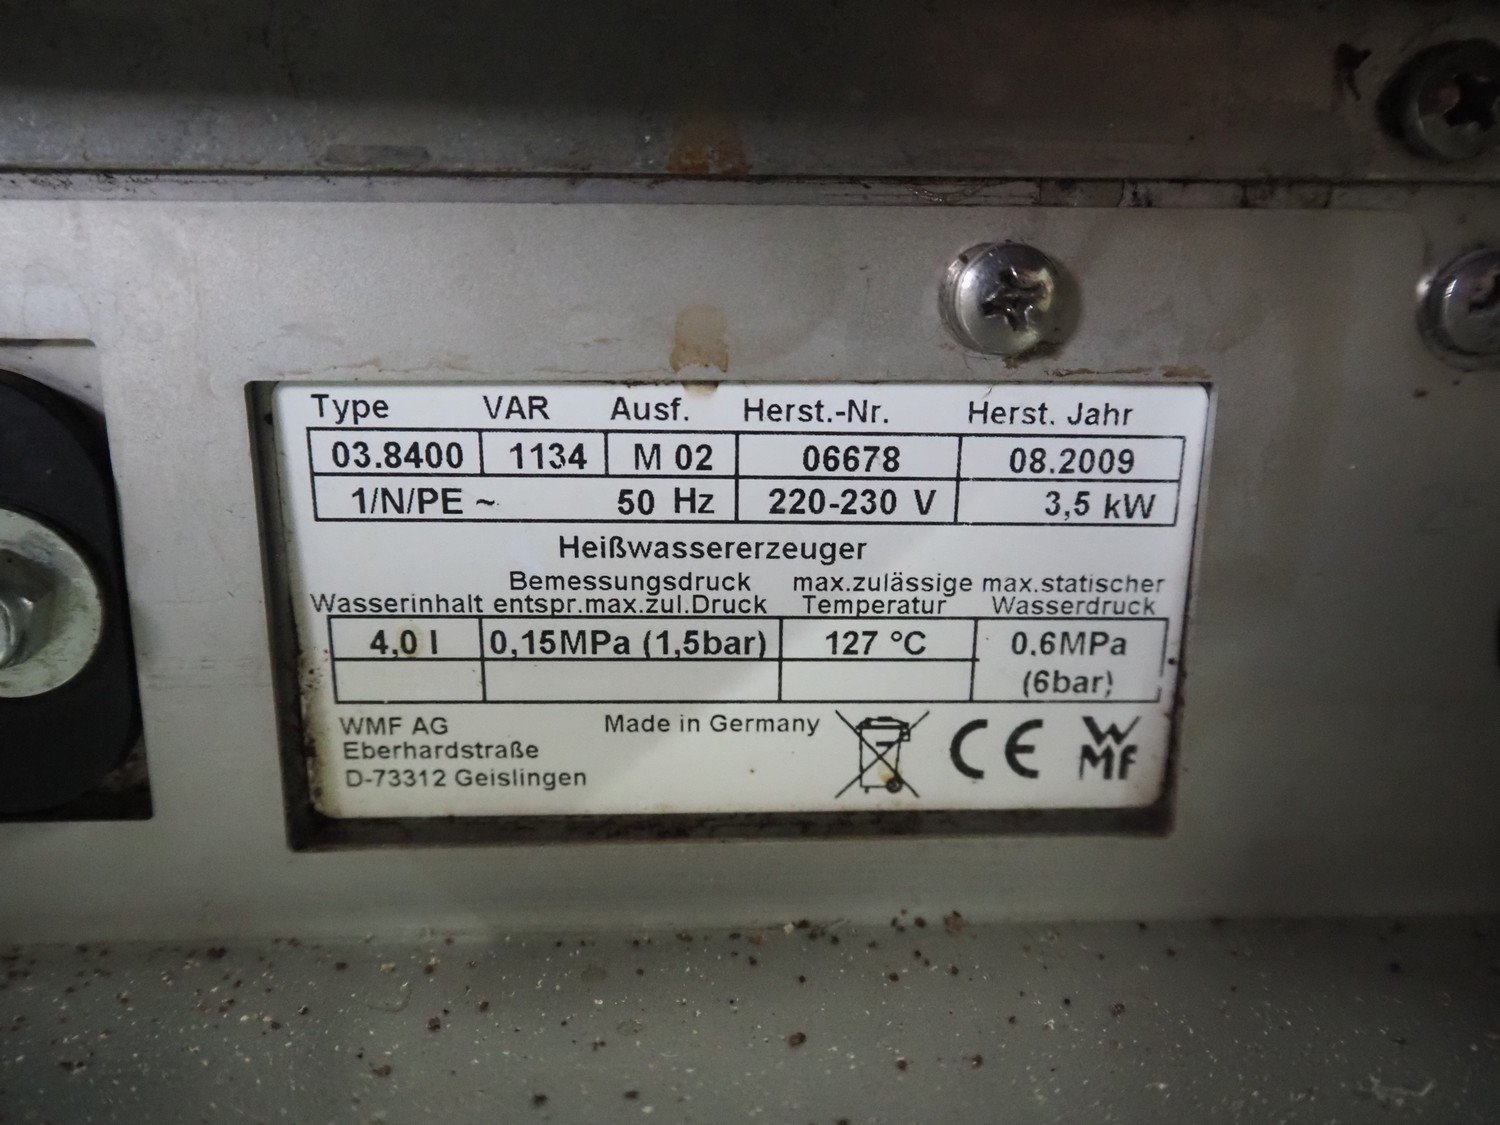 Type VAR Ausf. Herst.-Nr. Herst. Jahr
03.8400 1134 M 02 06678 08.2009
1/N/PE ~ 50 Hz 220-230 V 3,5 kW
Heißwassererzeuger
Bemessungsdruck max.zulässige max.statischer
Wasserinhalt entspr.max.zul.Druck Temperatur Wasserdruck
4,0 l 0,15MPa (1,5bar) 127 °C 0.6MPa
(6bar)
WMF AG Made in Germany CE WMF
Eberhardstraße
D-73312 Geislingen